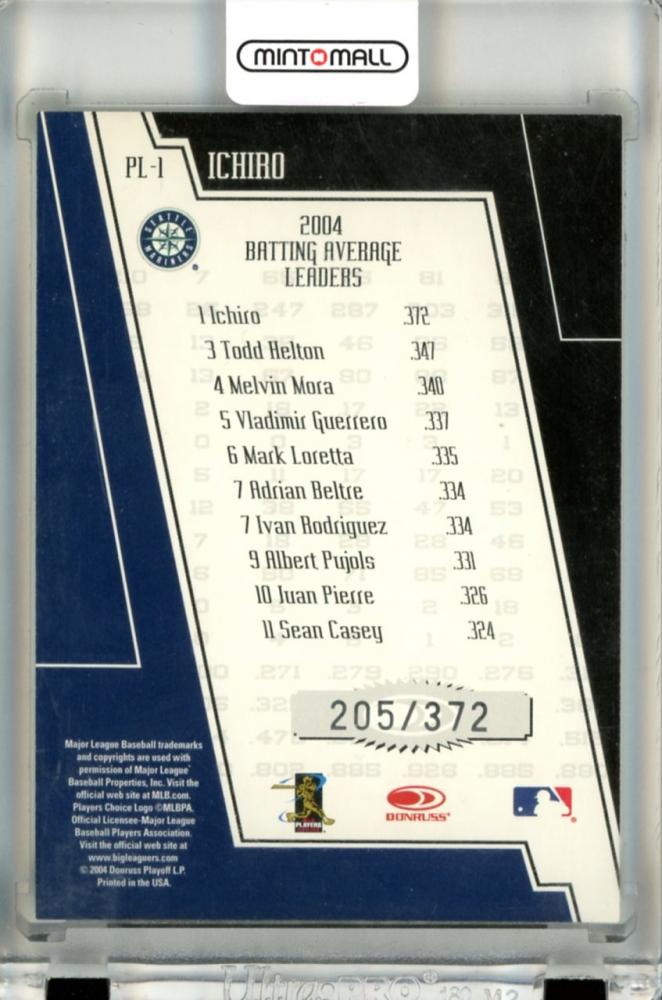 MINTOMALL
PL-1
ICHIRO
SEATTLE
MARINERS
2004
BATTING AVERAGE
LEADERS
1 Ichiro .372
3 Todd Helton .347
4 Melvin Mora .340
5 Vladimir Guerrero .337
6 Mark Loretta .335
7 Adrian Beltre .334
7 Ivan Rodriguez .334
9 Albert Pujols .331
10 Juan Pierre .326
11 Sean Casey .324
205/372
Major League Baseball trademarks
and copyrights are used with
permission of Major League
Baseball Properties, Inc. Visit the
official web site at MLB.com.
Players Choice Logo ©MLBPA.
Official Licensee-Major League
Baseball Players Association.
Visit the official web site at
www.bigleaguers.com
© 2004 Donruss Playoff L.P.
Printed in the USA.
PLAYERS
DONRUSS
Ultra PRO